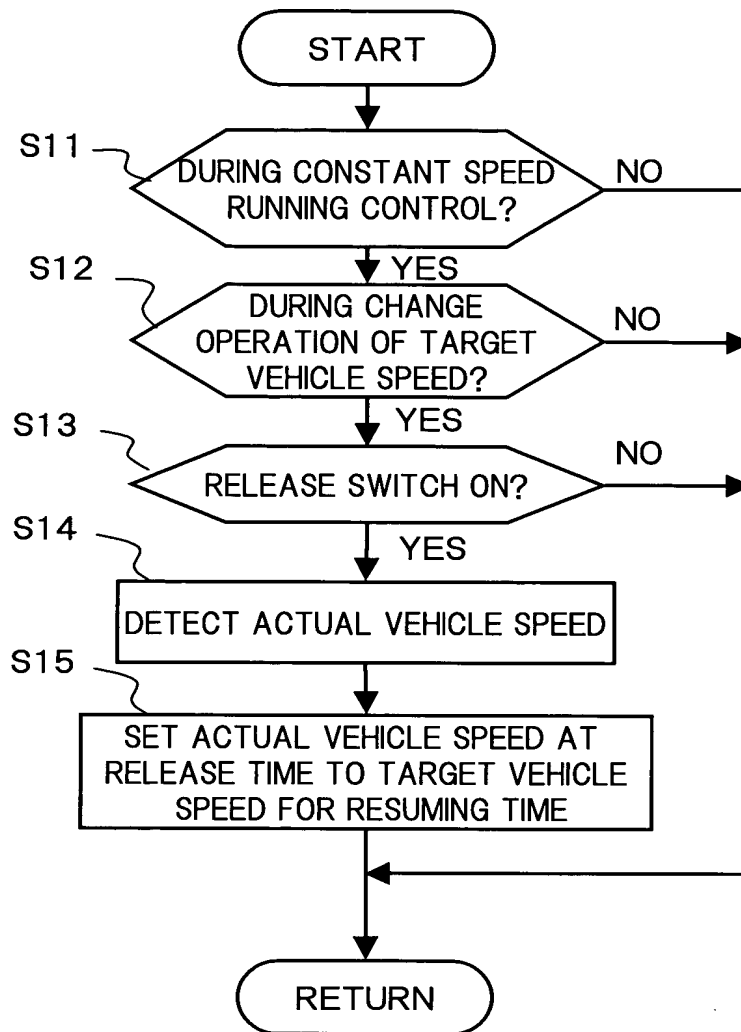 START
S11
DURING CONSTANT SPEED
RUNNING CONTROL?
NO
YES
S12
DURING CHANGE
OPERATION OF TARGET
VEHICLE SPEED?
NO
YES
S13
RELEASE SWITCH ON?
NO
YES
S14
DETECT ACTUAL VEHICLE SPEED
S15
SET ACTUAL VEHICLE SPEED AT
RELEASE TIME TO TARGET VEHICLE
SPEED FOR RESUMING TIME
RETURN